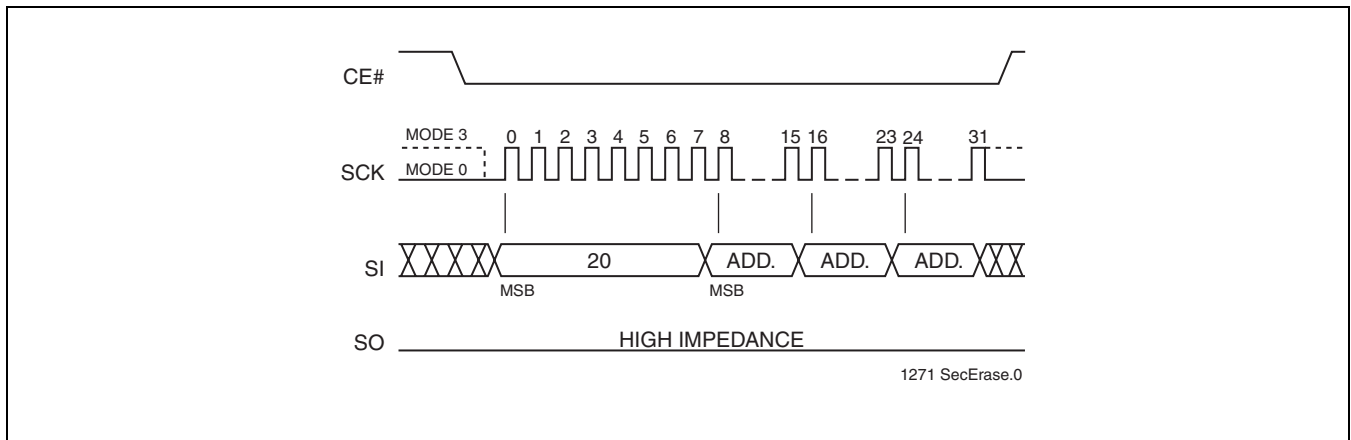 CE#
MODE 3 0 1 2 3 4 5 6 7 8 15 16 23 24 31
SCK MODE 0
SI 20 ADD. ADD. ADD.
MSB MSB
SO HIGH IMPEDANCE
1271 SecErase.0